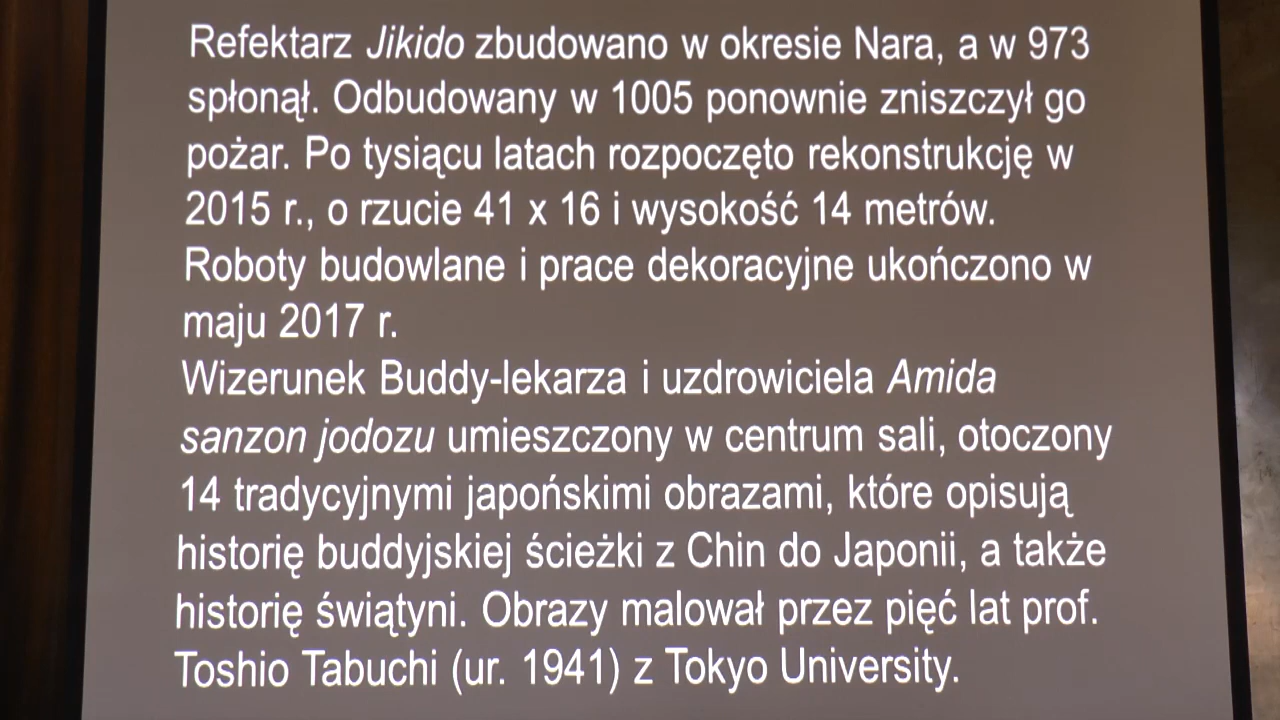 Refektarz Jikido zbudowano w okresie Nara, a w 973
spłonął. Odbudowany w 1005 ponownie zniszczył go
pożar. Po tysiącu latach rozpoczęto rekonstrukcję w
2015 r., o rzucie 41 x 16 i wysokość 14 metrów.
Roboty budowlane i prace dekoracyjne ukończono w
maju 2017 r.
Wizerunek Buddy-lekarza i uzdrowiciela Amida
sanzon jodozu umieszczony w centrum sali, otoczony
14 tradycyjnymi japońskimi obrazami, które opisują
historię buddyjskiej ścieżki z Chin do Japonii, a także
historię świątyni. Obrazy malował przez pięć lat prof.
Toshio Tabuchi (ur. 1941) z Tokyo University.